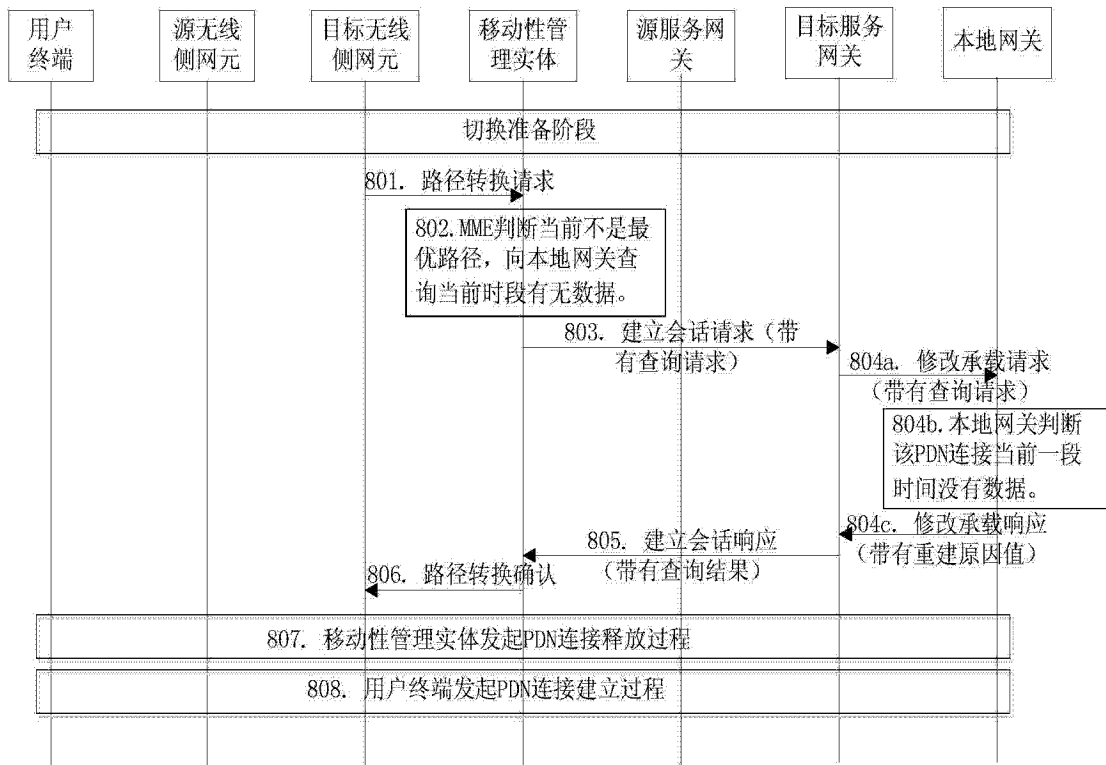 用户
终端
源无线
侧网元
目标无线
侧网元
移动性管
理实体
源服务网
关
目标服务
网关
本地网关
切换准备阶段
801. 路径转换请求
802.MME判断当前不是最
优路径，向本地网关查
询当前时段有无数据。
803. 建立会话请求（带
有查询请求）
804a. 修改承载请求
（带有查询请求）
804b.本地网关判断
该PDN连接当前一段
时间没有数据。
804c. 修改承载响应
（带有重建原因值）
805. 建立会话响应
（带有查询结果）
806. 路径转换确认
807. 移动性管理实体发起PDN连接释放过程
808. 用户终端发起PDN连接建立过程